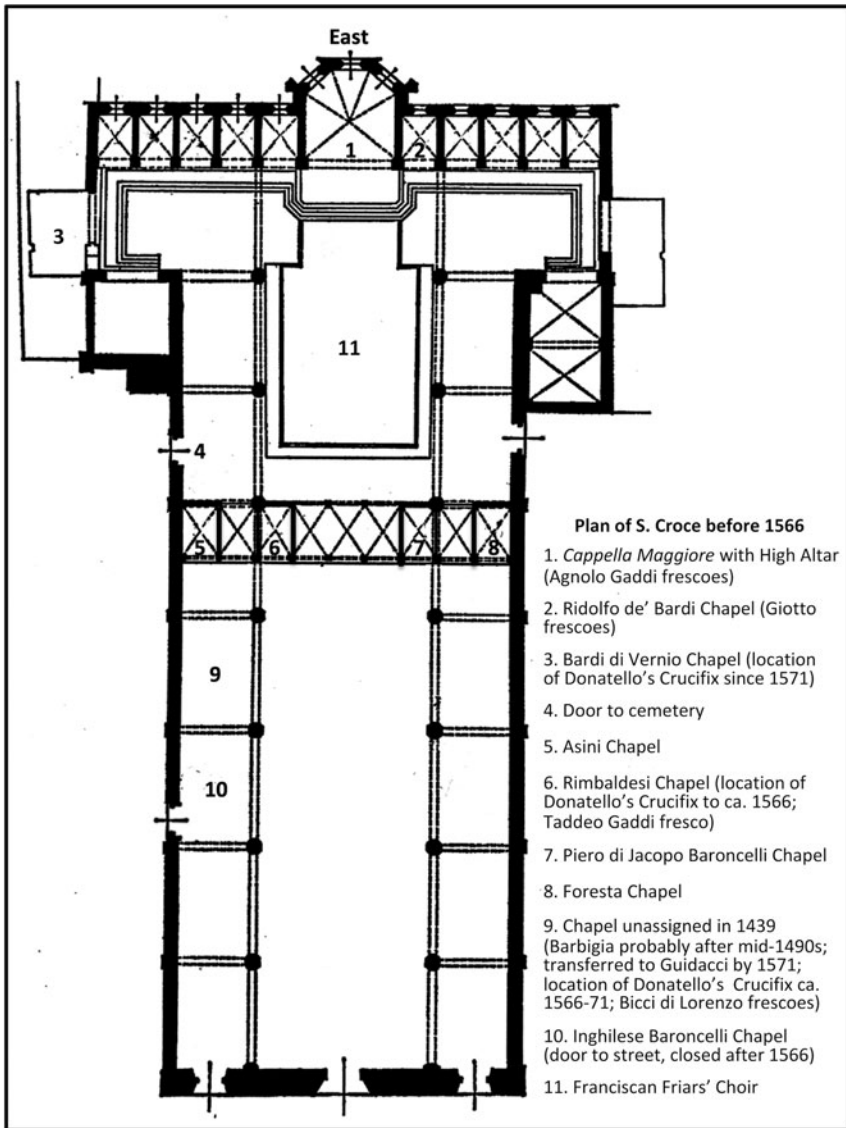 East
1
2
3
11
4
5
6
7
8
9
10
Plan of S. Croce before 1566
1. Cappella Maggiore with High Altar
(Agnolo Gaddi frescoes)
2. Ridolfo de’ Bardi Chapel (Giotto
frescoes)
3. Bardi di Vernio Chapel (location
of Donatello’s Crucifix since 1571)
4. Door to cemetery
5. Asini Chapel
6. Rimbaldesi Chapel (location of
Donatello’s Crucifix to ca. 1566;
Taddeo Gaddi fresco)
7. Piero di Jacopo Baroncelli Chapel
8. Foresta Chapel
9. Chapel unassigned in 1439
(Barbigia probably after mid-1490s;
transferred to Guidacci by 1571;
location of Donatello’s Crucifix ca.
1566-71; Bicci di Lorenzo frescoes)
10. Inghilese Baroncelli Chapel
(door to street, closed after 1566)
11. Franciscan Friars’ Choir